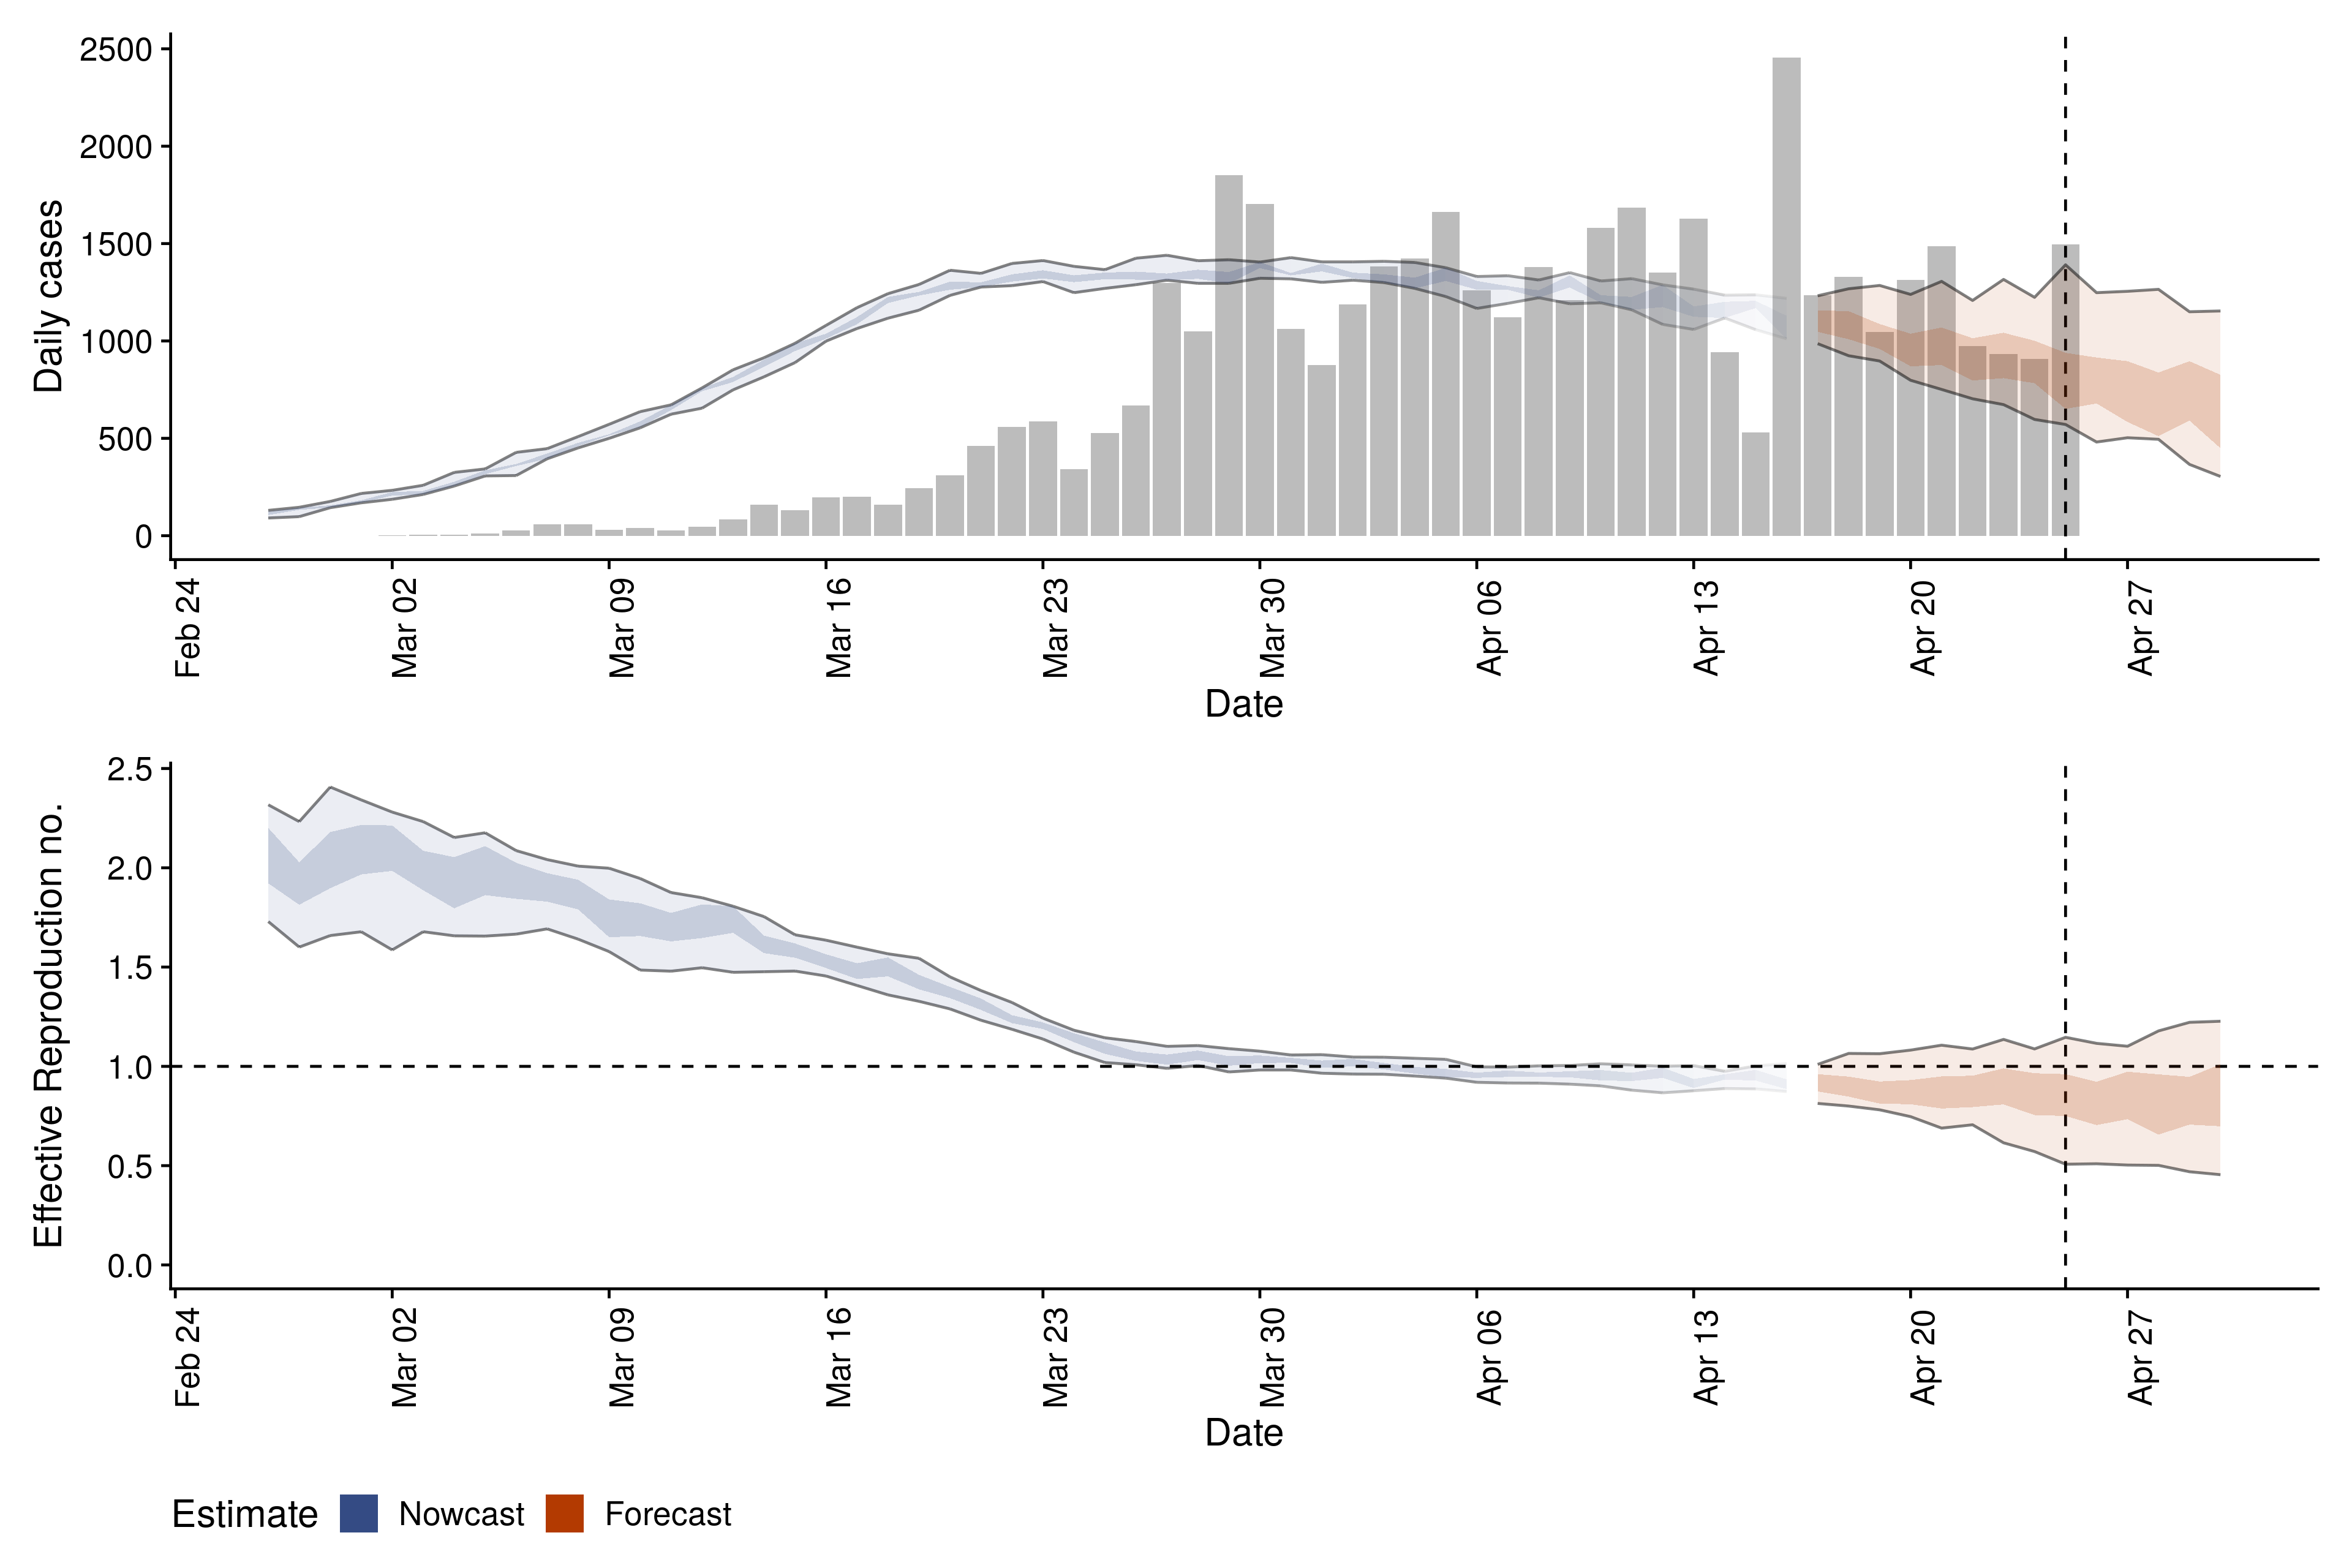 Daily cases
2500
2000
1500
1000
500
0
Feb 24
Mar 02
Mar 09
Mar 16
Mar 23
Mar 30
Apr 06
Apr 13
Apr 20
Apr 27
Date
Effective Reproduction no.
2.5
2.0
1.5
1.0
0.5
0.0
Feb 24
Mar 02
Mar 09
Mar 16
Mar 23
Mar 30
Apr 06
Apr 13
Apr 20
Apr 27
Date
Estimate Nowcast Forecast